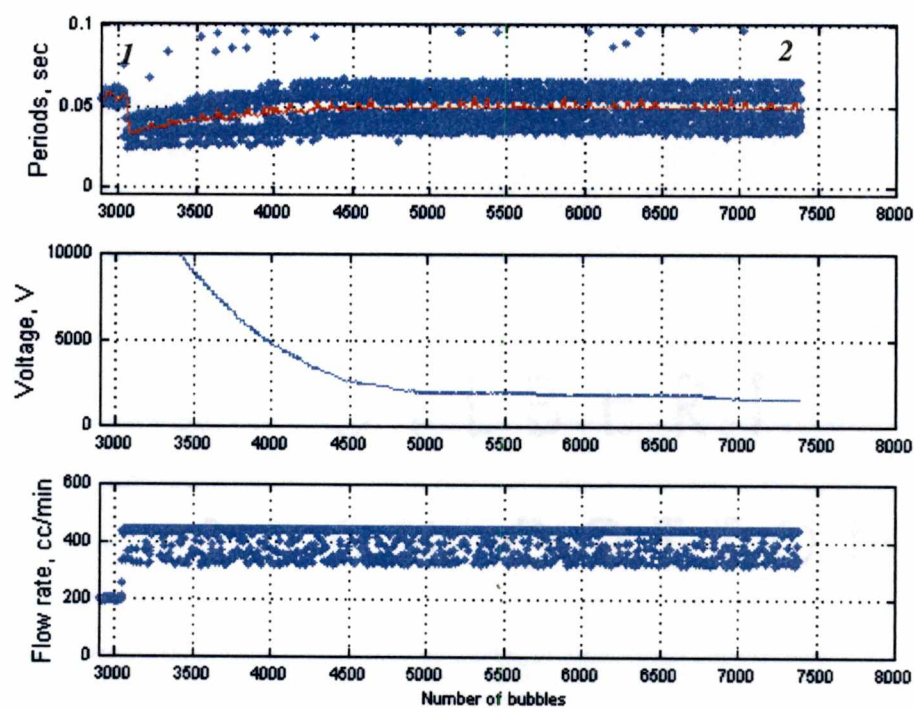 0.1
1
2
Periods, sec
0.05
0
3000 3500 4000 4500 5000 5500 6000 6500 7000 7500 8000
10000
Voltage, V
5000
0
3000 3500 4000 4500 5000 5500 6000 6500 7000 7500 8000
600
Flow rate, cc/min
400
200
0
3000 3500 4000 4500 5000 5500 6000 6500 7000 7500 8000
Number of bubbles